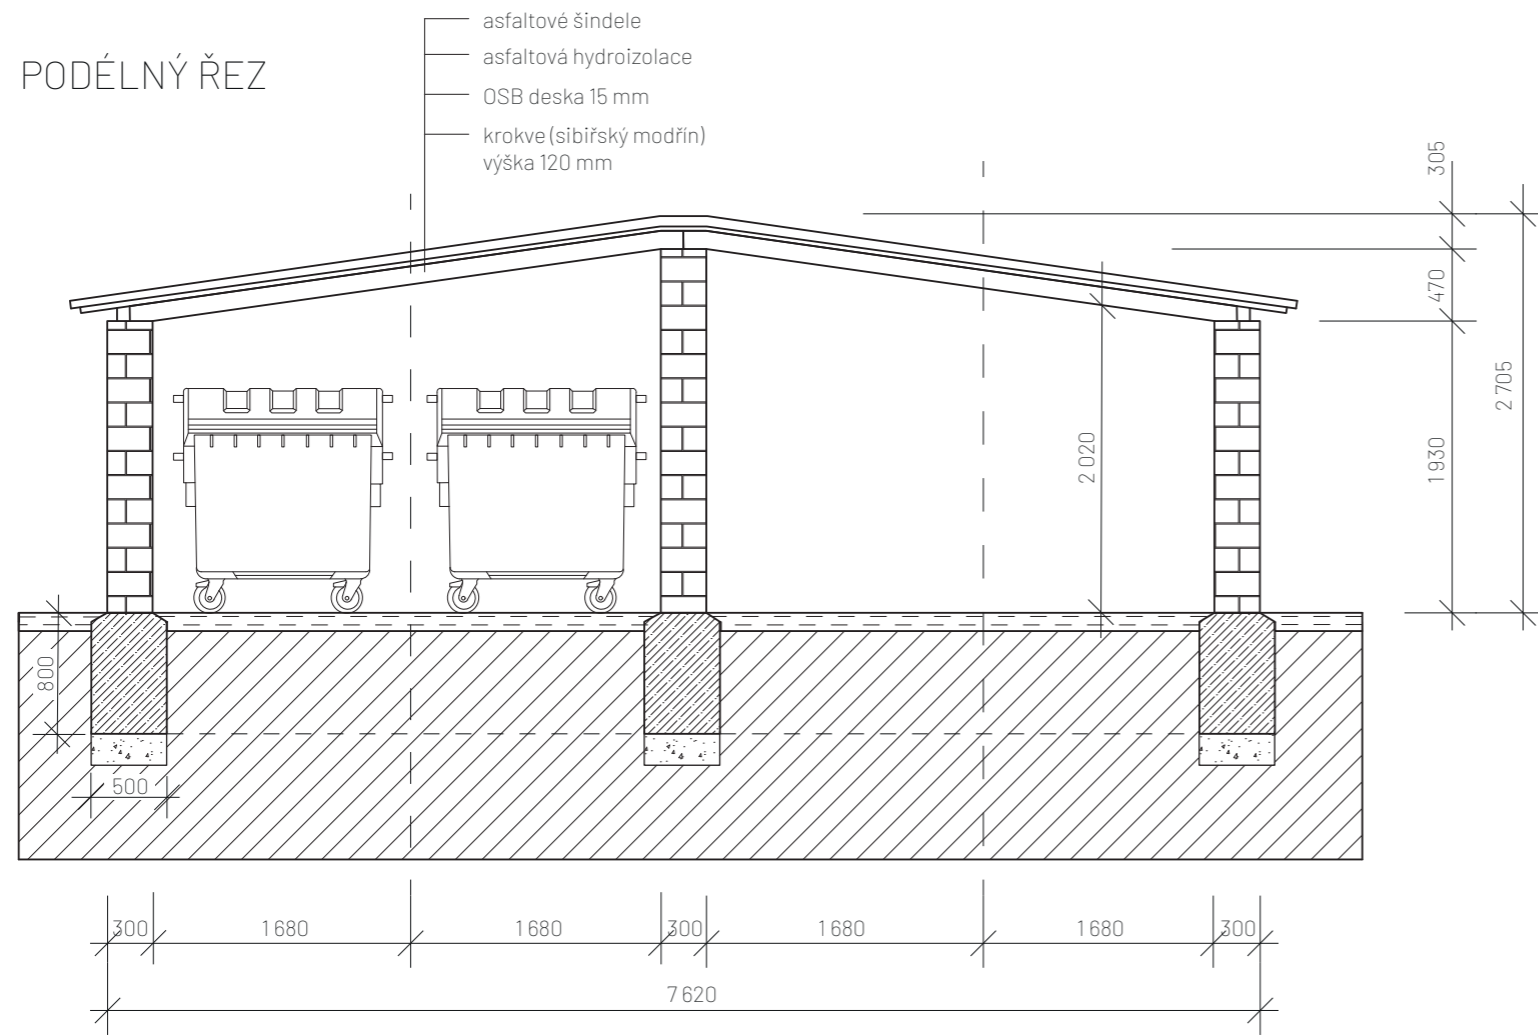 asfaltové šindele
PODÉLNÝ ŘEZ
asfaltová hydroizolace
OSB deska 15 mm
krokve (sibiřský modřín)
výška 120 mm
305
470
2 705
2 020
1 930
800
500
300
1 680
1 680
300
1 680
1 680
300
7 620